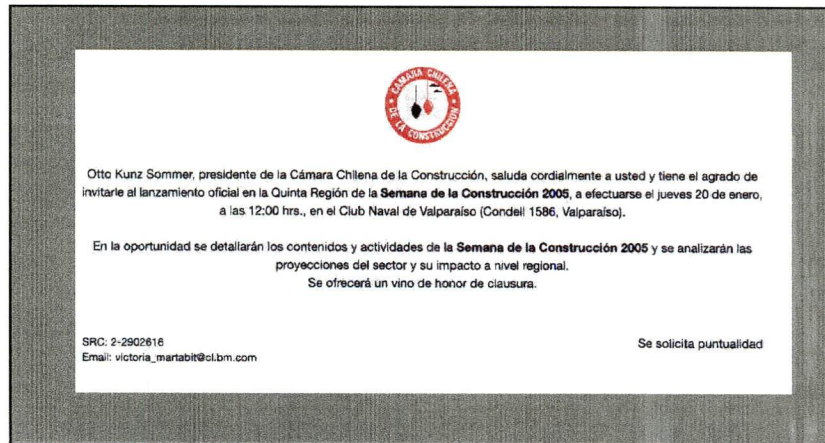 CAMARA CHILENA
DE LA CONSTRUCCION
Otto Kunz Sommer, presidente de la Cámara Chilena de la Construcción, saluda cordialmente a usted y tiene el agrado de
invitarle al lanzamiento oficial en la Quinta Región de la Semana de la Construcción 2005, a efectuarse el jueves 20 de enero,
a las 12:00 hrs., en el Club Naval de Valparaíso (Condell 1586, Valparaíso).
En la oportunidad se detallarán los contenidos y actividades de la Semana de la Construcción 2005 y se analizarán las
proyecciones del sector y su impacto a nivel regional.
Se ofrecerá un vino de honor de clausura.
SRC: 2-2902616
Email: victoria_martabit@cl.bm.com
Se solicita puntualidad